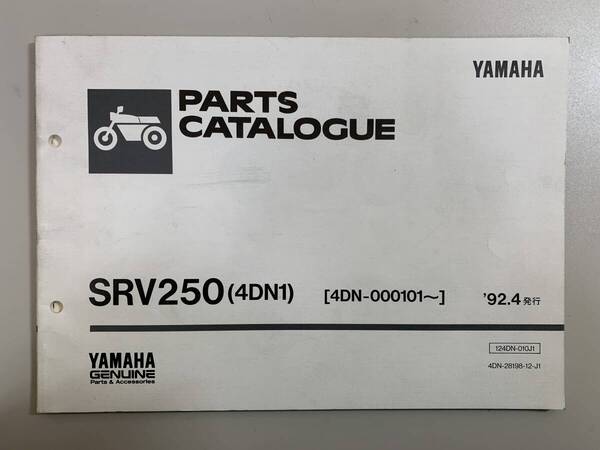 YAMAHA
PARTS
CATALOGUE
SRV250 (4DN1) [4DN-000101～] '92.4 発行
124DN-010J1
4DN-28198-12-J1
YAMAHA
GENUINE
Parts & Accessories